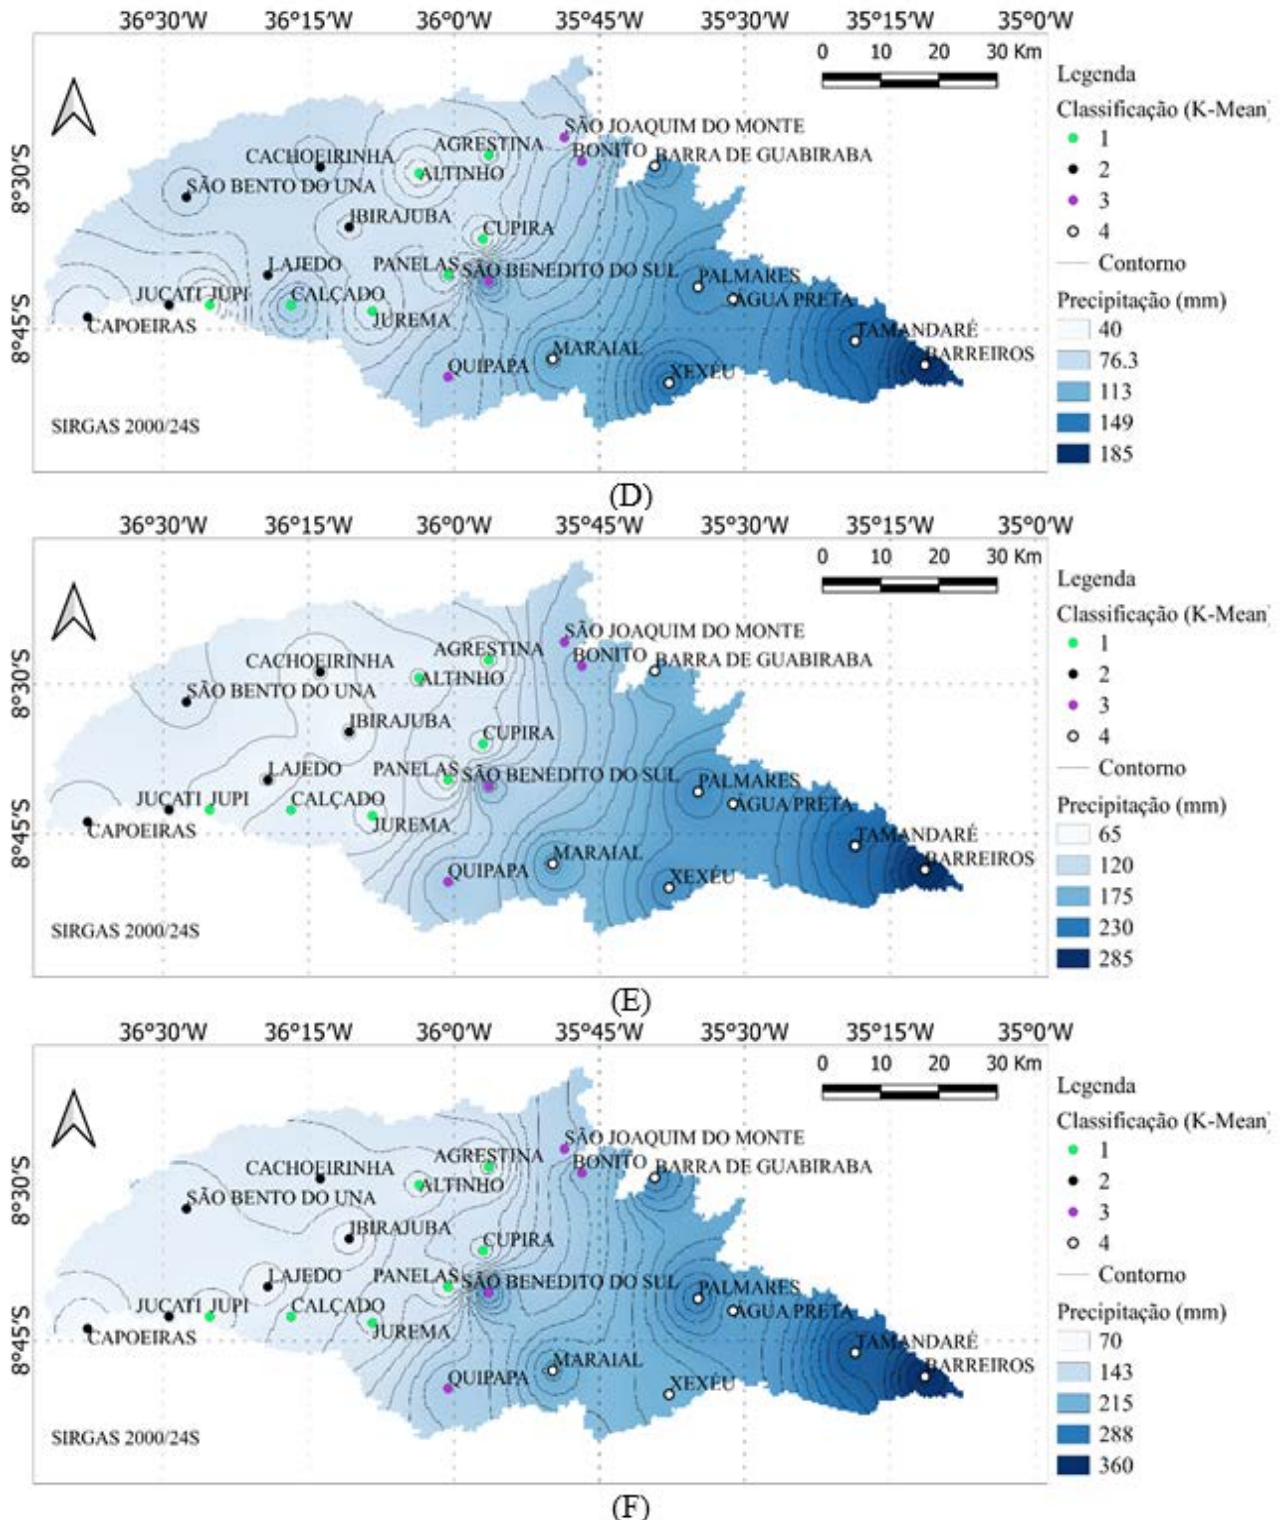 36°30'W 36°15'W 36°0'W 35°45'W 35°30'W 35°15'W 35°0'W
0 10 20 30 Km
8°30'S
8°45'S
SÃO JOAQUIM DO MONTE
AGRESTINA
BONITO
BARRA DE GUABIRABA
CACHOEIRINHA
ALTINHO
SÃO BENTO DO UNA
IBIRAJUBA
CUPIRA
LAJEDO
PANELAS
SÃO BENEDITO DO SUL
PALMARES
JUCATI
JUPI
CALÇADO
ÁGUA PRETA
CAPOEIRAS
JUREMA
TAMANDARÉ
MARAIAL
BARREIROS
QUIPAPA
XEXÉU
SIRGAS 2000/24S
Legenda
Classificação (K-Mean
1
2
3
4
Contorno
Precipitação (mm)
40
76.3
113
149
185
(D)
36°30'W 36°15'W 36°0'W 35°45'W 35°30'W 35°15'W 35°0'W
0 10 20 30 Km
8°30'S
8°45'S
SÃO JOAQUIM DO MONTE
AGRESTINA
BONITO
BARRA DE GUABIRABA
CACHOEIRINHA
ALTINHO
SÃO BENTO DO UNA
IBIRAJUBA
CUPIRA
LAJEDO
PANELAS
SÃO BENEDITO DO SUL
PALMARES
JUCATI
JUPI
CALÇADO
ÁGUA PRETA
CAPOEIRAS
JUREMA
TAMANDARÉ
MARAIAL
BARREIROS
QUIPAPA
XEXÉU
SIRGAS 2000/24S
Legenda
Classificação (K-Mean
1
2
3
4
Contorno
Precipitação (mm)
65
120
175
230
285
(E)
36°30'W 36°15'W 36°0'W 35°45'W 35°30'W 35°15'W 35°0'W
0 10 20 30 Km
8°30'S
8°45'S
SÃO JOAQUIM DO MONTE
AGRESTINA
BONITO
BARRA DE GUABIRABA
CACHOEIRINHA
ALTINHO
SÃO BENTO DO UNA
IBIRAJUBA
CUPIRA
LAJEDO
PANELAS
SÃO BENEDITO DO SUL
PALMARES
JUCATI
JUPI
CALÇADO
ÁGUA PRETA
CAPOEIRAS
JUREMA
TAMANDARÉ
MARAIAL
BARREIROS
QUIPAPA
XEXÉU
SIRGAS 2000/24S
Legenda
Classificação (K-Mean
1
2
3
4
Contorno
Precipitação (mm)
70
143
215
288
360
(F)